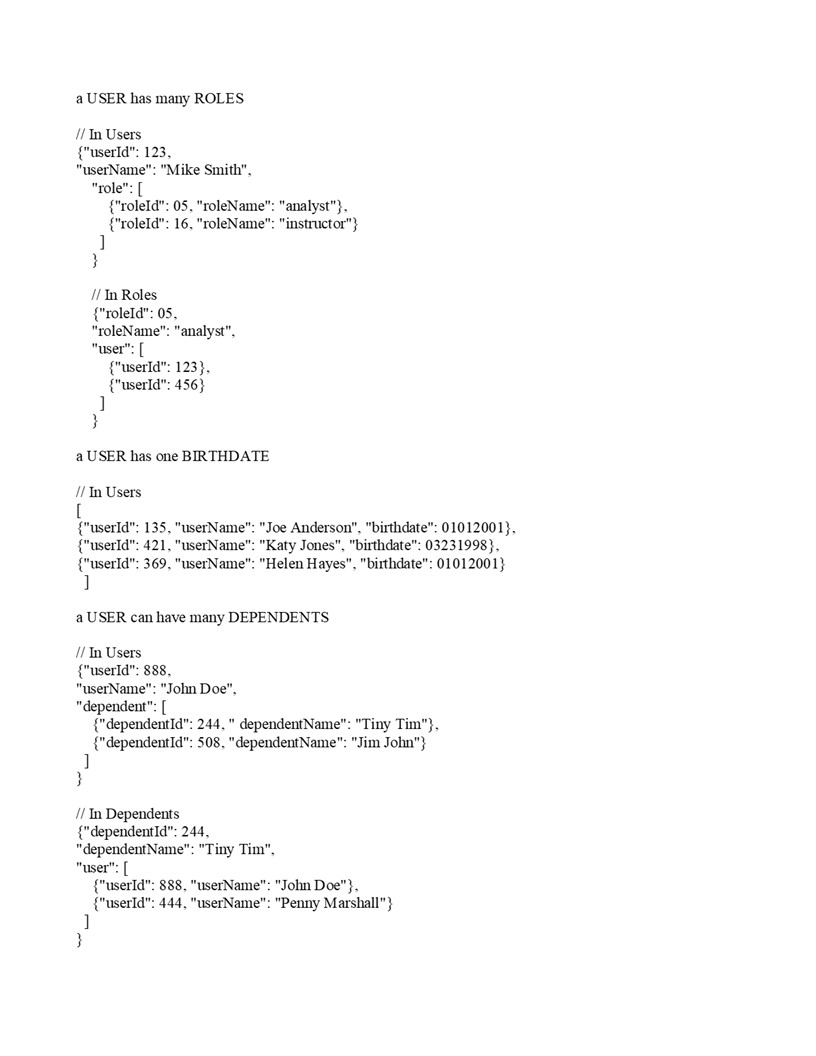 a USER has many ROLES
// In Users
{"userId": 123,
"userName": "Mike Smith",
"role": [
{"roleId": 05, "roleName": "analyst"},
{"roleId": 16, "roleName": "instructor"}
]
}
// In Roles
{"roleId": 05,
"roleName": "analyst",
"user": [
{"userId": 123},
{"userId": 456}
]
}
a USER has one BIRTHDATE
// In Users
[
{"userId": 135, "userName": "Joe Anderson", "birthdate": 01012001},
{"userId": 421, "userName": "Katy Jones", "birthdate": 03231998},
{"userId": 369, "userName": "Helen Hayes", "birthdate": 01012001}
]
a USER can have many DEPENDENTS
// In Users
{"userId": 888,
"userName": "John Doe",
"dependent": [
{"dependentId": 244, " dependentName": "Tiny Tim"},
{"dependentId": 508, "dependentName": "Jim John"}
]
}
// In Dependents
{"dependentId": 244,
"dependentName": "Tiny Tim",
"user": [
{"userId": 888, "userName": "John Doe"},
{"userId": 444, "userName": "Penny Marshall"}
]
}